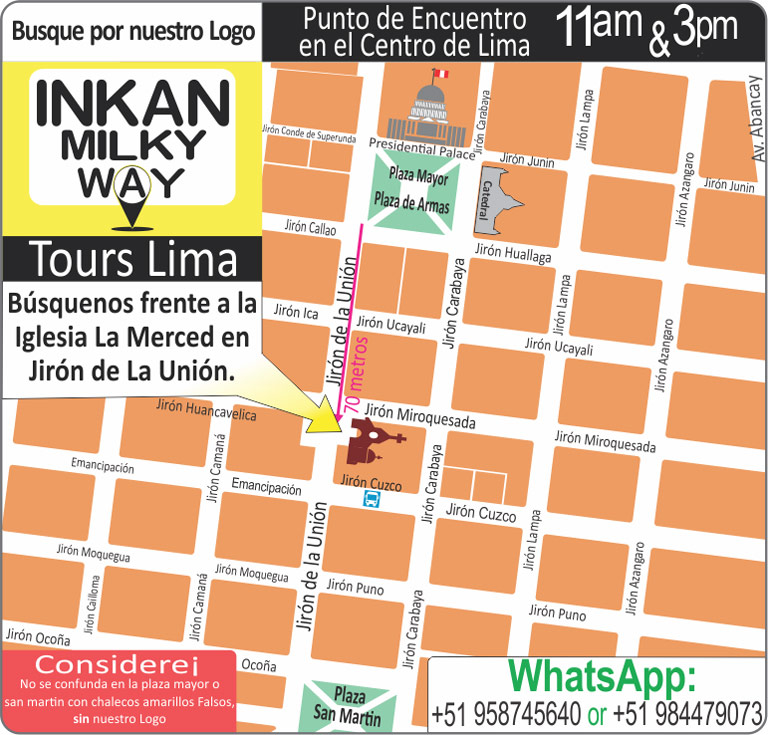 Busque por nuestro Logo
Punto de Encuentro
en el Centro de Lima
11am & 3pm
INKAN
MILKY
WAY
Tours Lima
Búsquenos frente a la
Iglesia La Merced en
Jirón de La Unión.
Jirón Conde de Superunda
Presidential Palace
Jirón Carabaya
Jirón Lampa
Av. Abancay
Jirón Junin
Jirón Azangaro
Jirón Junin
Plaza Mayor
Plaza de Armas
Catedral
Jirón Callao
Jirón Huallaga
Jirón de la Unión
Jirón Carabaya
Jirón Lampa
Jirón Ica
Jirón Ucayali
Jirón Ucayali
Jirón Azangaro
70 metros
Jirón Huancavelica
Jirón Miroquesada
Jirón Miroquesada
Jirón Camaná
Emancipación
Emancipación
Jirón Cuzco
Jirón Carabaya
Jirón Cuzco
Jirón de la Unión
Jirón Lampa
Jirón Moquegua
Jirón Moquegua
Jirón Puno
Jirón Azangaro
Jirón Cailloma
Jirón Camaná
Jirón Carabaya
Jirón Puno
Jirón Ocoña
Ocoña
Considere¡
No se confunda en la plaza mayor o
san martin con chalecos amarillos Falsos,
sin nuestro Logo
Plaza
San Martin
WhatsApp:
+51 958745640 or +51 984479073